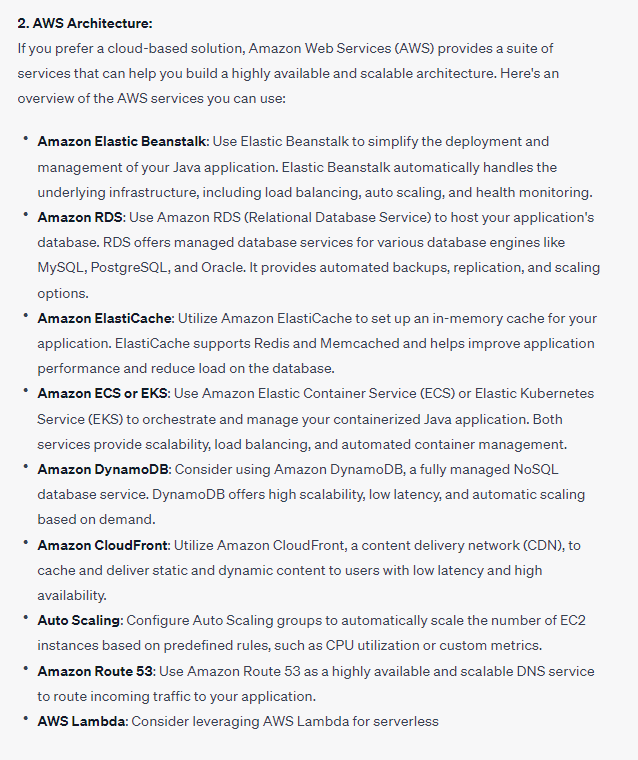 2. AWS Architecture:
If you prefer a cloud-based solution, Amazon Web Services (AWS) provides a suite of
services that can help you build a highly available and scalable architecture. Here's an
overview of the AWS services you can use:
• Amazon Elastic Beanstalk: Use Elastic Beanstalk to simplify the deployment and
management of your Java application. Elastic Beanstalk automatically handles the
underlying infrastructure, including load balancing, auto scaling, and health monitoring.
• Amazon RDS: Use Amazon RDS (Relational Database Service) to host your application's
database. RDS offers managed database services for various database engines like
MySQL, PostgreSQL, and Oracle. It provides automated backups, replication, and scaling
options.
• Amazon ElastiCache: Utilize Amazon ElastiCache to set up an in-memory cache for your
application. ElastiCache supports Redis and Memcached and helps improve application
performance and reduce load on the database.
• Amazon ECS or EKS: Use Amazon Elastic Container Service (ECS) or Elastic Kubernetes
Service (EKS) to orchestrate and manage your containerized Java application. Both
services provide scalability, load balancing, and automated container management.
• Amazon DynamoDB: Consider using Amazon DynamoDB, a fully managed NoSQL
database service. DynamoDB offers high scalability, low latency, and automatic scaling
based on demand.
• Amazon CloudFront: Utilize Amazon CloudFront, a content delivery network (CDN), to
cache and deliver static and dynamic content to users with low latency and high
availability.
• Auto Scaling: Configure Auto Scaling groups to automatically scale the number of EC2
instances based on predefined rules, such as CPU utilization or custom metrics.
• Amazon Route 53: Use Amazon Route 53 as a highly available and scalable DNS service
to route incoming traffic to your application.
• AWS Lambda: Consider leveraging AWS Lambda for serverless